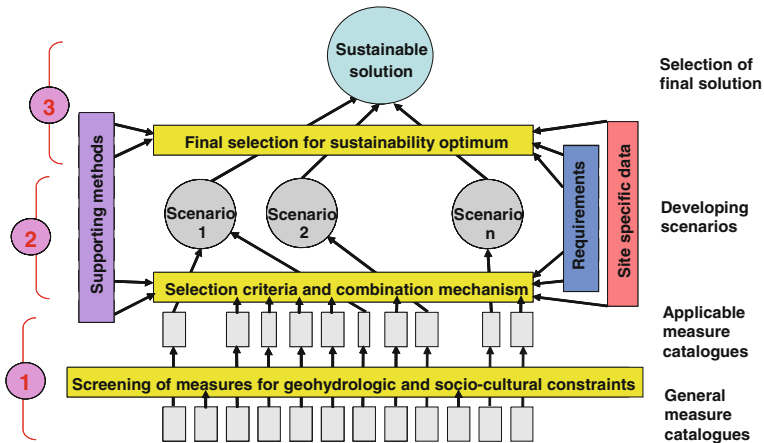 Sustainable
solution
Selection of
final solution
3
Supporting methods
Final selection for sustainability optimum
Requirements
Site specific data
Scenario
1
Scenario
2
Scenario
n
Developing
scenarios
2
Selection criteria and combination mechanism
Applicable
measure
catalogues
1
Screening of measures for geohydrologic and socio-cultural constraints
General
measure
catalogues